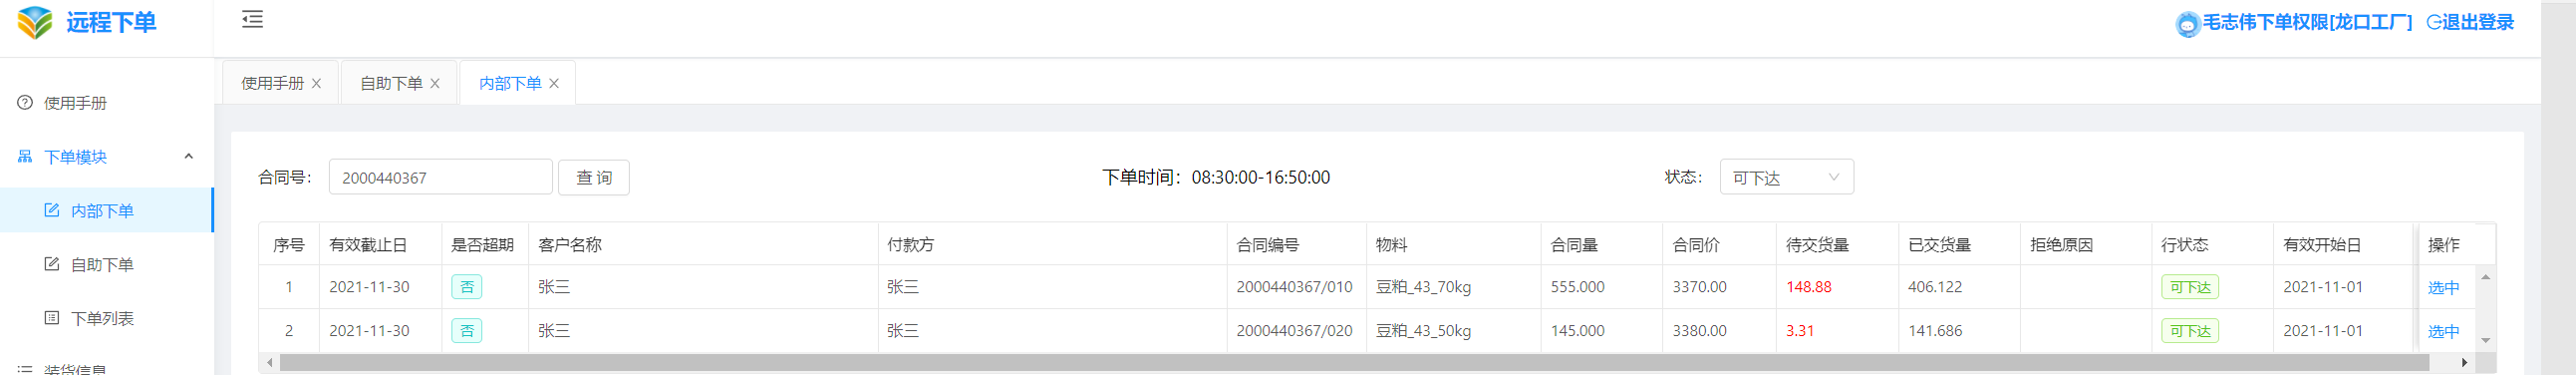 远程下单
毛志伟下单权限[龙口工厂] 退出登录
使用手册 自助下单 内部下单
使用手册
下单模块
内部下单
自助下单
下单列表
装货信息
合同号： 2000440367 查 询 下单时间：08:30:00-16:50:00 状态： 可下达
序号 有效截止日 是否超期 客户名称 付款方 合同编号 物料 合同量 合同价 待交货量 已交货量 拒绝原因 行状态 有效开始日 操作
1 2021-11-30 否 张三 张三 2000440367/010 豆粕_43_70kg 555.000 3370.00 148.88 406.122 可下达 2021-11-01 选中
2 2021-11-30 否 张三 张三 2000440367/020 豆粕_43_50kg 145.000 3380.00 3.31 141.686 可下达 2021-11-01 选中